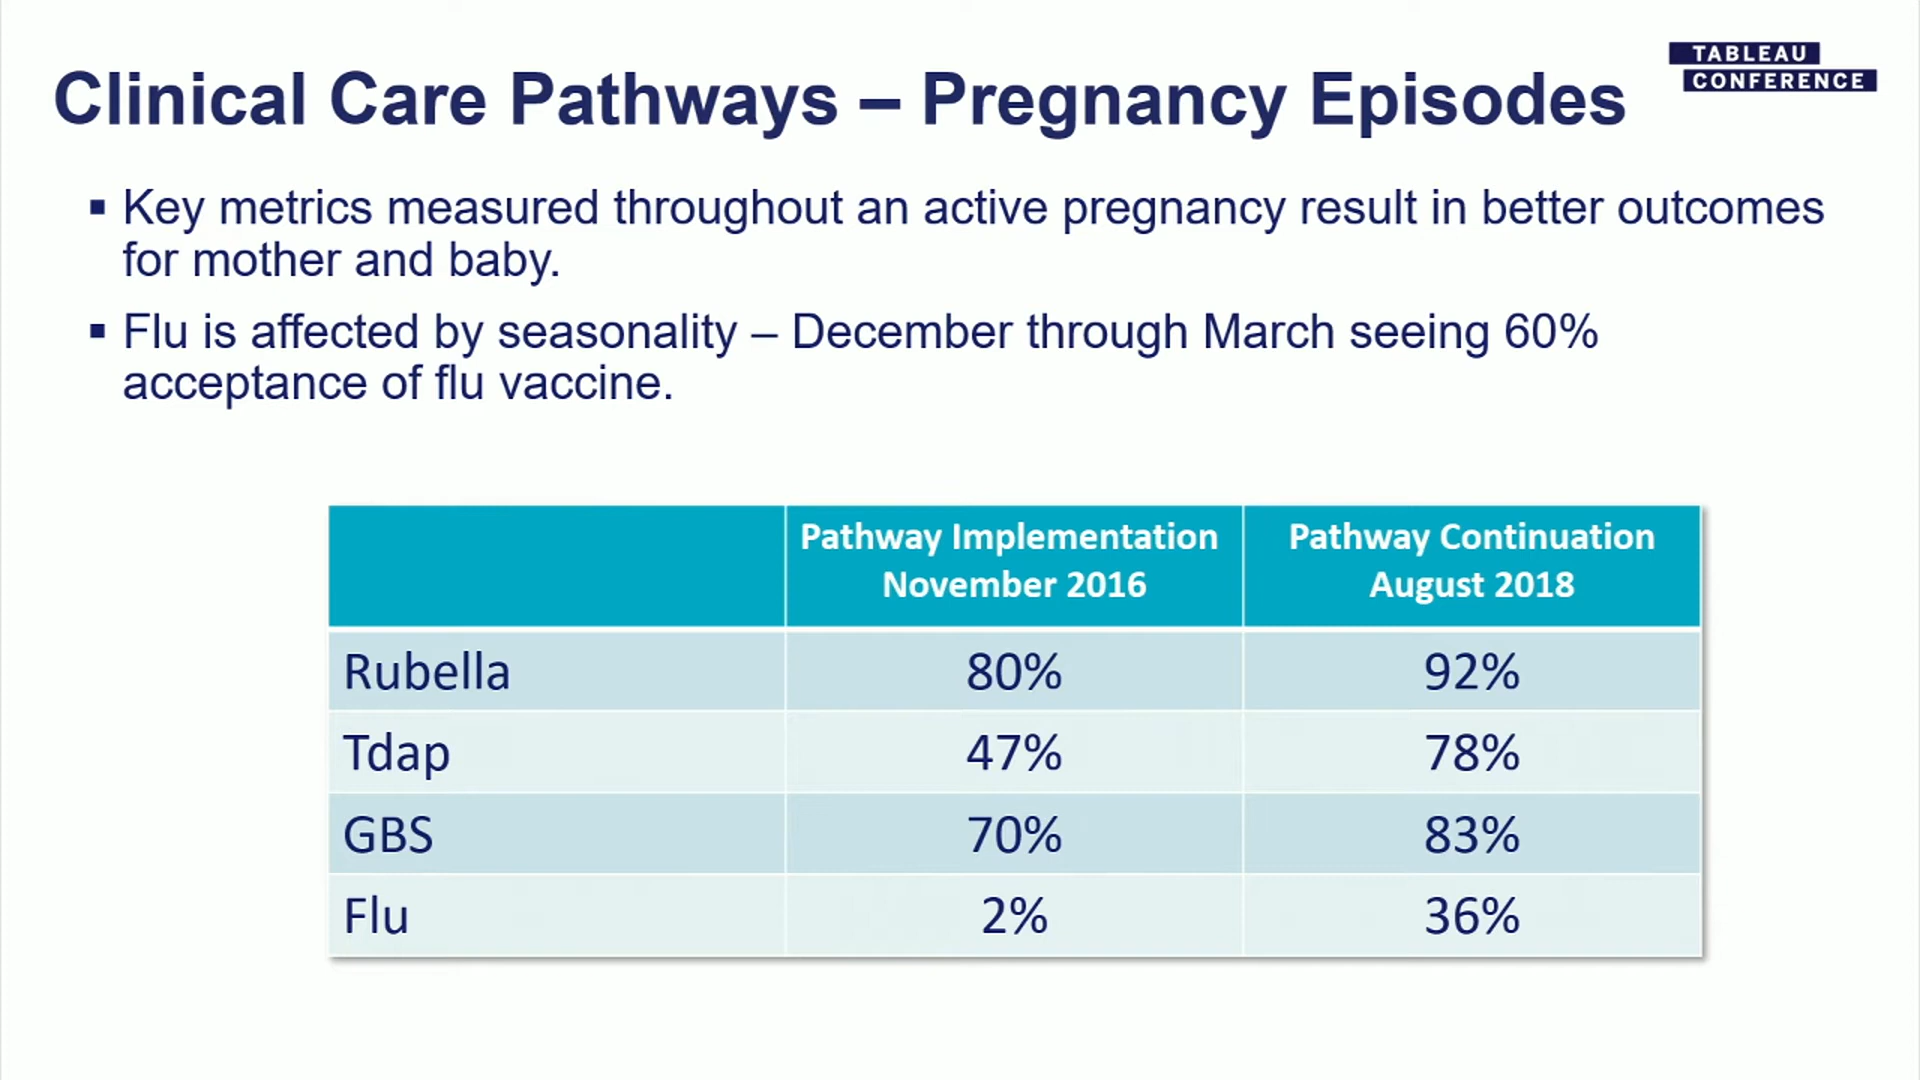 TABLEAU
CONFERENCE
Clinical Care Pathways – Pregnancy Episodes
▪ Key metrics measured throughout an active pregnancy result in better outcomes
for mother and baby.
▪ Flu is affected by seasonality – December through March seeing 60%
acceptance of flu vaccine.
Pathway Implementation November 2016 Pathway Continuation August 2018
Rubella 80% 92%
Tdap 47% 78%
GBS 70% 83%
Flu 2% 36%